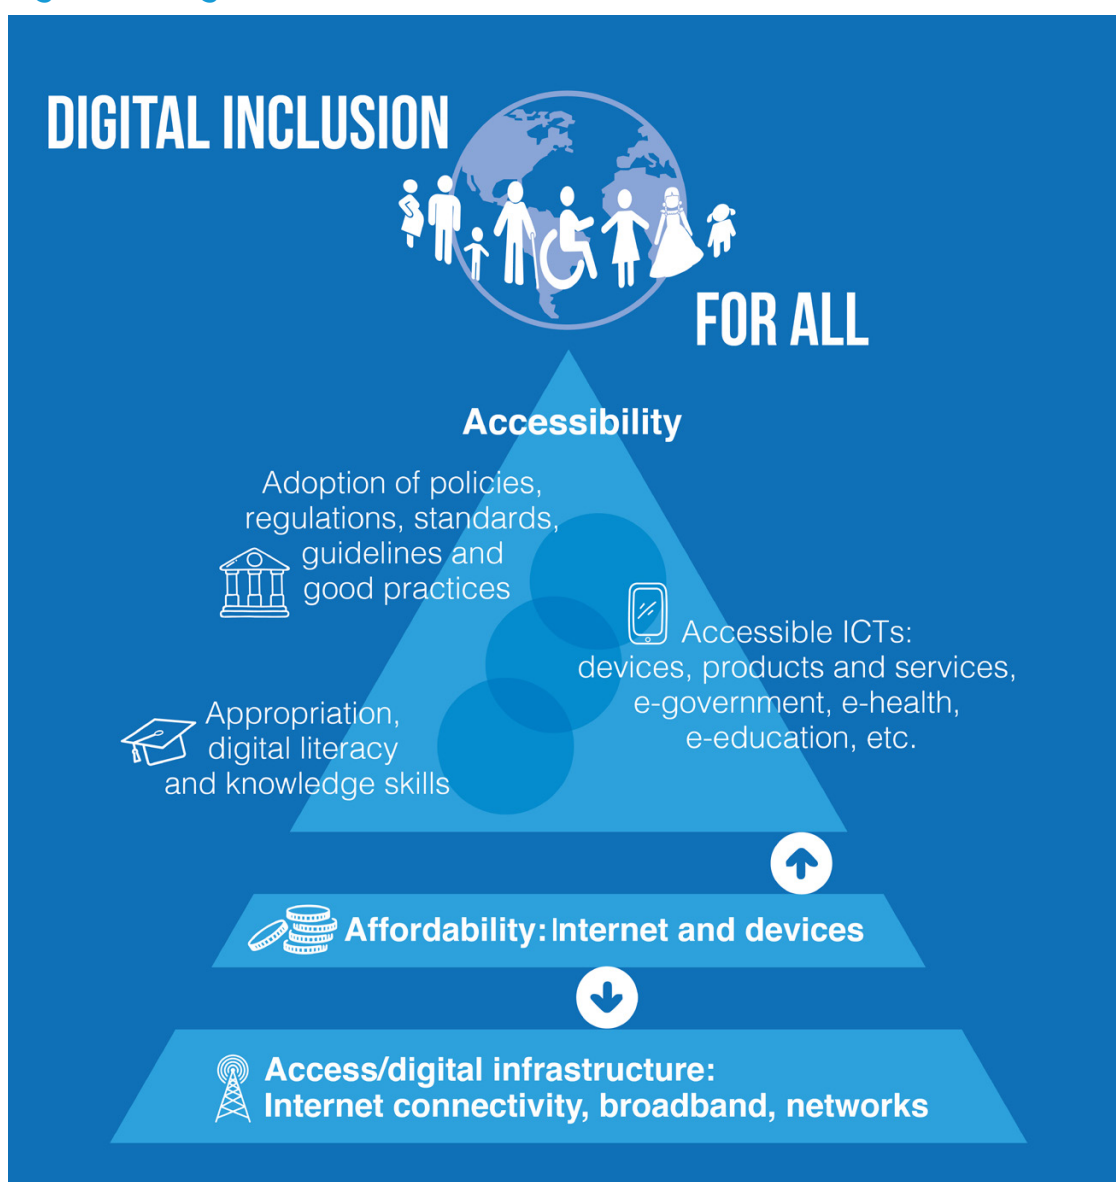 DIGITAL INCLUSION
FOR ALL
Accessibility
Adoption of policies,
regulations, standards,
guidelines and
good practices
Accessible ICTs:
devices, products and services,
e-government, e-health,
e-education, etc.
Appropriation,
digital literacy
and knowledge skills
Affordability: Internet and devices
Access/digital infrastructure:
Internet connectivity, broadband, networks